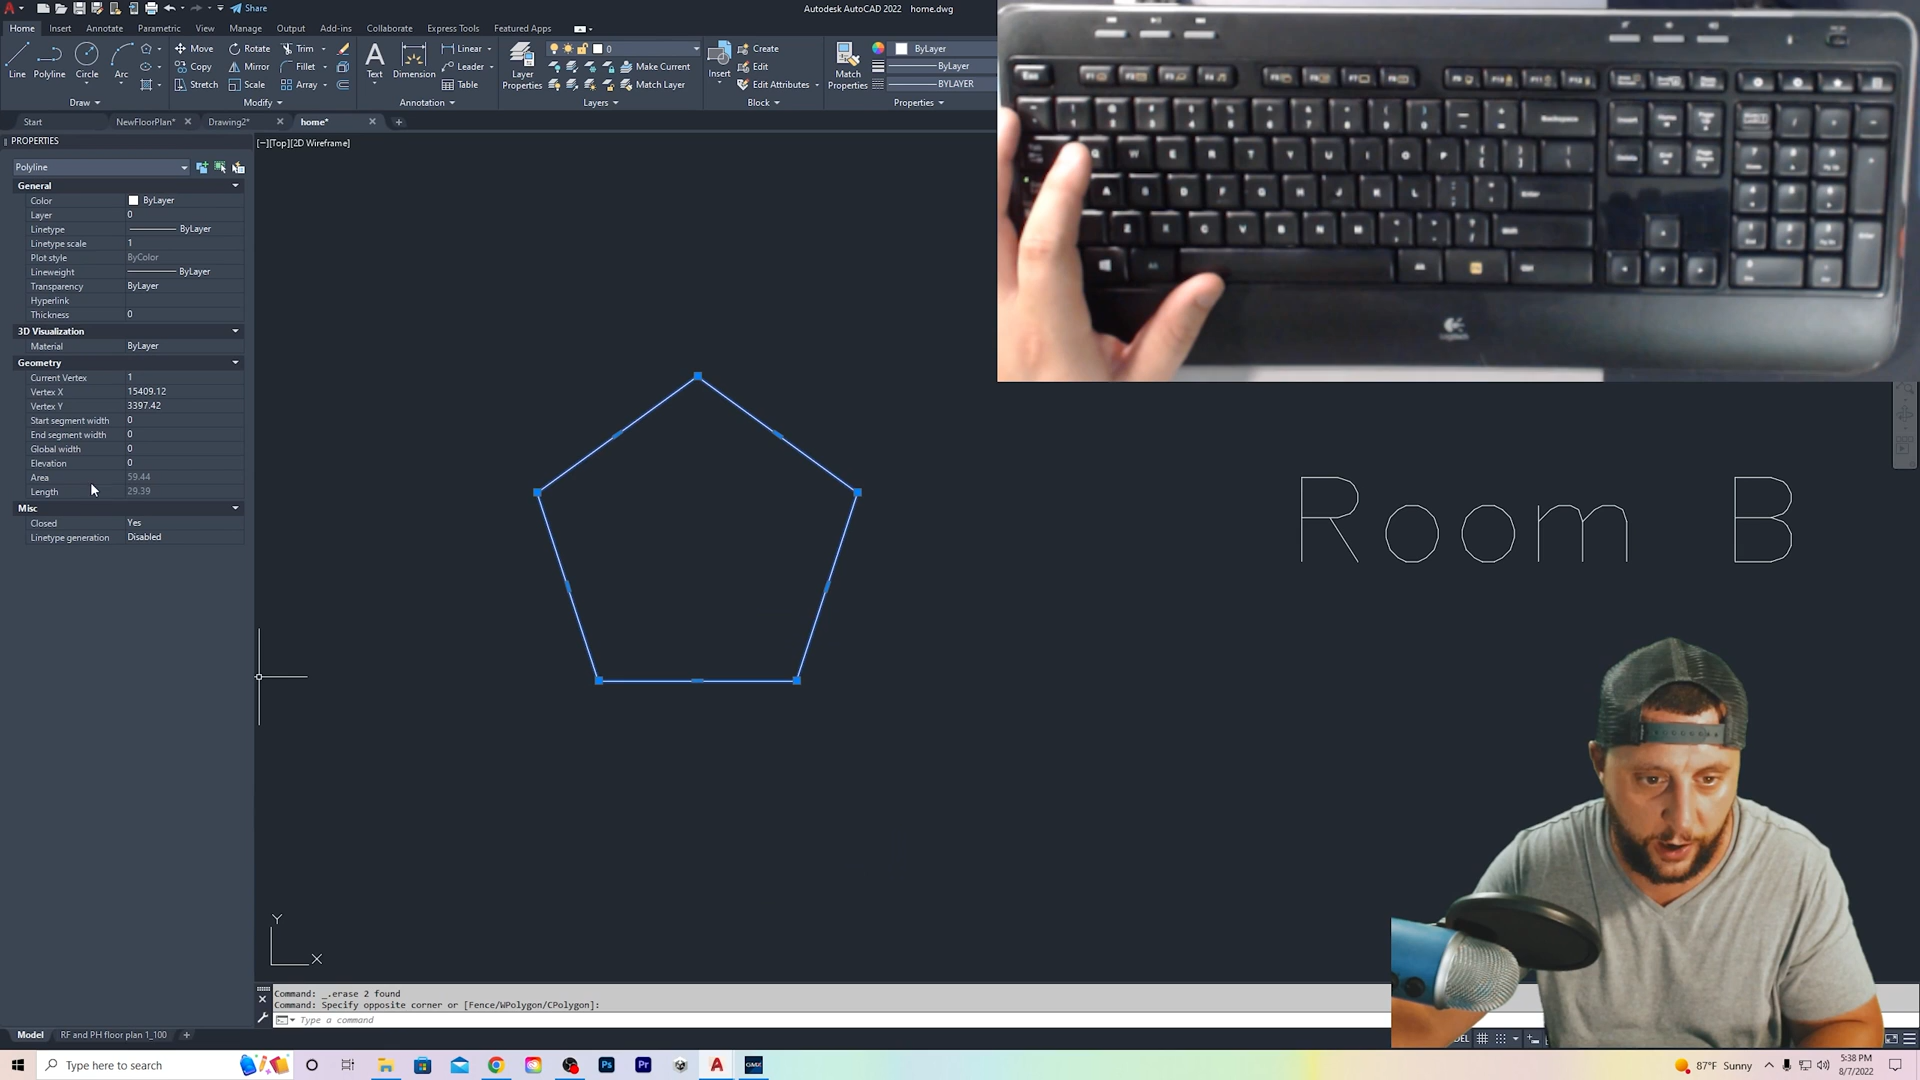 Share
Autodesk AutoCAD 2022 home.dwg
Home Insert Annotate Parametric View Manage Output Add-ins Collaborate Express Tools Featured Apps
Line Polyline Circle Arc
Move Rotate Trim
Copy Mirror Fillet
Stretch Scale Array
Text Dimension
Linear
Leader
Table
Layer Properties
0
Make Current
Match Layer
Insert
Create
Edit
Edit Attributes
Match Properties
ByLayer
ByLayer
BYLAYER
Draw Modify Annotation Layers Block Properties
Start NewFloorPlan* Drawing2* home*
PROPERTIES
[−][Top][2D Wireframe]
Polyline
General
Color ByLayer
Layer 0
Linetype ByLayer
Linetype scale 1
Plot style ByColor
Lineweight ByLayer
Transparency ByLayer
Hyperlink
Thickness 0
3D Visualization
Material ByLayer
Geometry
Current Vertex 1
Vertex X 15409.12
Vertex Y 3397.42
Start segment width 0
End segment width 0
Global width 0
Elevation 0
Area 59.44
Length 29.39
Misc
Closed Yes
Linetype generation Disabled
Room B
Y
X
Command: _.erase 2 found
Command: Specify opposite corner or [Fence/WPolygon/CPolygon]:
Type a command
Model RF and PH floor plan 1_100
Type here to search
87°F Sunny
5:38 PM
8/7/2022